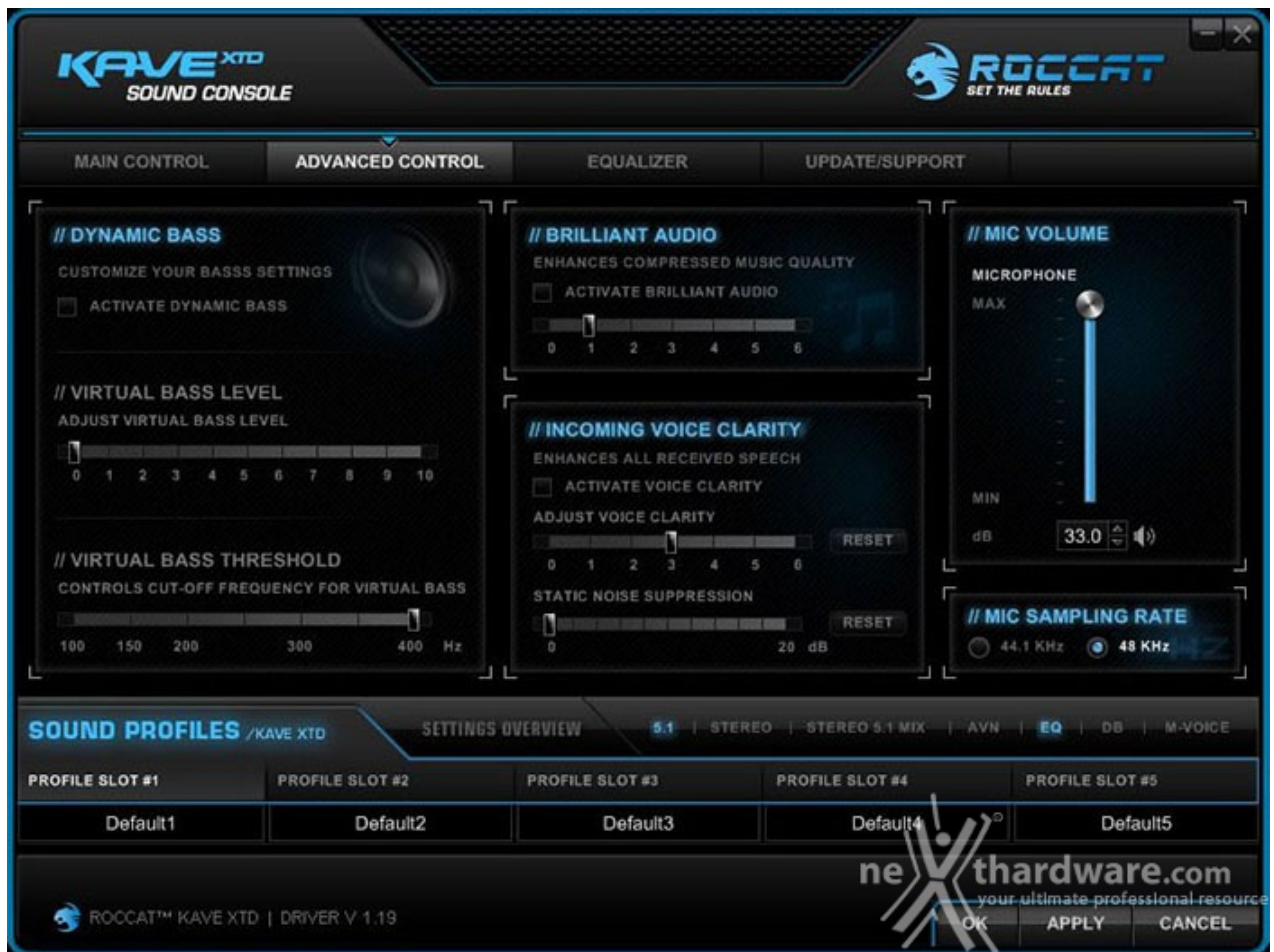 KAVE XTD
SOUND CONSOLE
ROCCAT
SET THE RULES
MAIN CONTROL
ADVANCED CONTROL
EQUALIZER
UPDATE/SUPPORT
// DYNAMIC BASS
CUSTOMIZE YOUR BASSS SETTINGS
ACTIVATE DYNAMIC BASS
// VIRTUAL BASS LEVEL
ADJUST VIRTUAL BASS LEVEL
0 1 2 3 4 5 6 7 8 9 10
// VIRTUAL BASS THRESHOLD
CONTROLS CUT-OFF FREQUENCY FOR VIRTUAL BASS
100 150 200 300 400 Hz
// BRILLIANT AUDIO
ENHANCES COMPRESSED MUSIC QUALITY
ACTIVATE BRILLIANT AUDIO
0 1 2 3 4 5 6
// INCOMING VOICE CLARITY
ENHANCES ALL RECEIVED SPEECH
ACTIVATE VOICE CLARITY
ADJUST VOICE CLARITY
RESET
0 1 2 3 4 5 6
STATIC NOISE SUPPRESSION
RESET
0 20 dB
// MIC VOLUME
MICROPHONE
MAX
MIN
dB 33.0
// MIC SAMPLING RATE
44.1 KHz 48 KHz
HZ
SOUND PROFILES /KAVE XTD
SETTINGS OVERVIEW
5.1 | STEREO | STEREO 5.1 MIX | AVN | EQ | DB | M-VOICE
PROFILE SLOT #1
PROFILE SLOT #2
PROFILE SLOT #3
PROFILE SLOT #4
PROFILE SLOT #5
Default1
Default2
Default3
Default4
Default5
nexthardware.com
your ultimate professional resource
ROCCAT™ KAVE XTD | DRIVER V 1.19
OK
APPLY
CANCEL